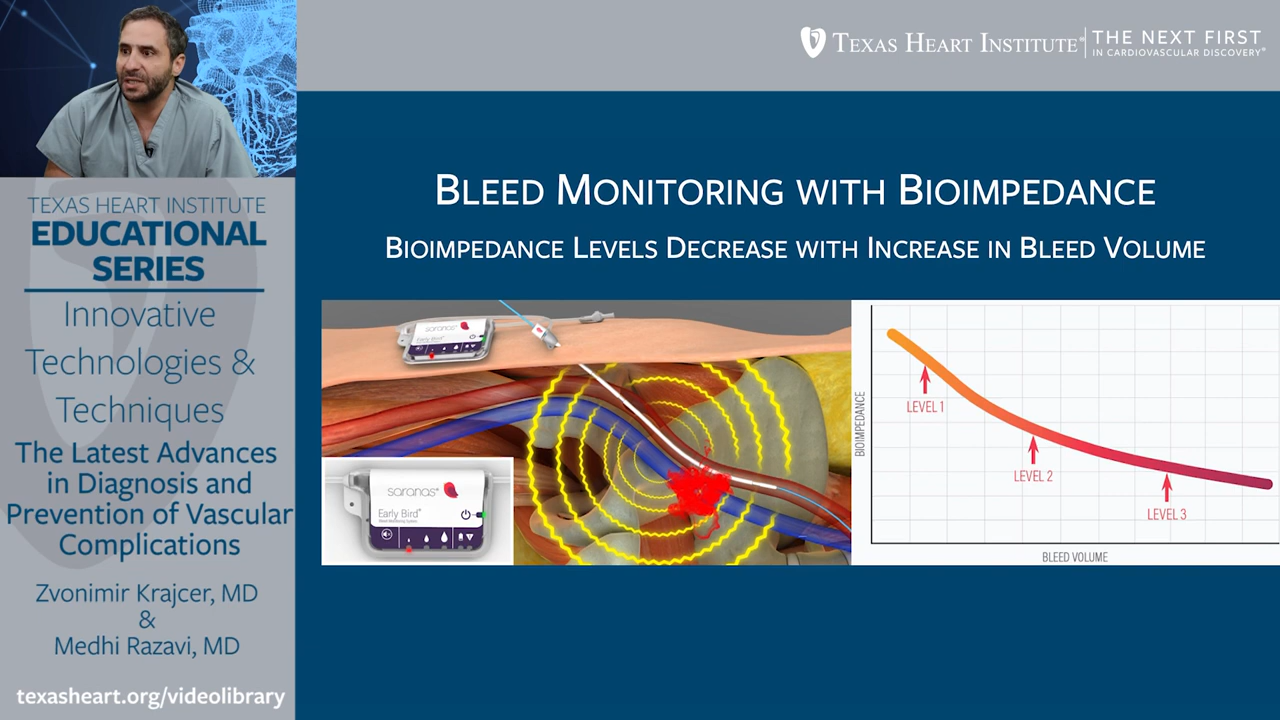 TEXAS HEART INSTITUTE®
THE NEXT FIRST
IN CARDIOVASCULAR DISCOVERY®
TEXAS HEART INSTITUTE
EDUCATIONAL
SERIES
Innovative
Technologies &
Techniques
The Latest Advances
in Diagnosis and
Prevention of Vascular
Complications
Zvonimir Krajcer, MD
&
Medhi Razavi, MD
texasheart.org/videolibrary
BLEED MONITORING WITH BIOIMPEDANCE
BIOIMPEDANCE LEVELS DECREASE WITH INCREASE IN BLEED VOLUME
saranas
Early Bird
saranas
Early Bird
Bleed Monitoring System
BIOIMPEDANCE
LEVEL 1
LEVEL 2
LEVEL 3
BLEED VOLUME